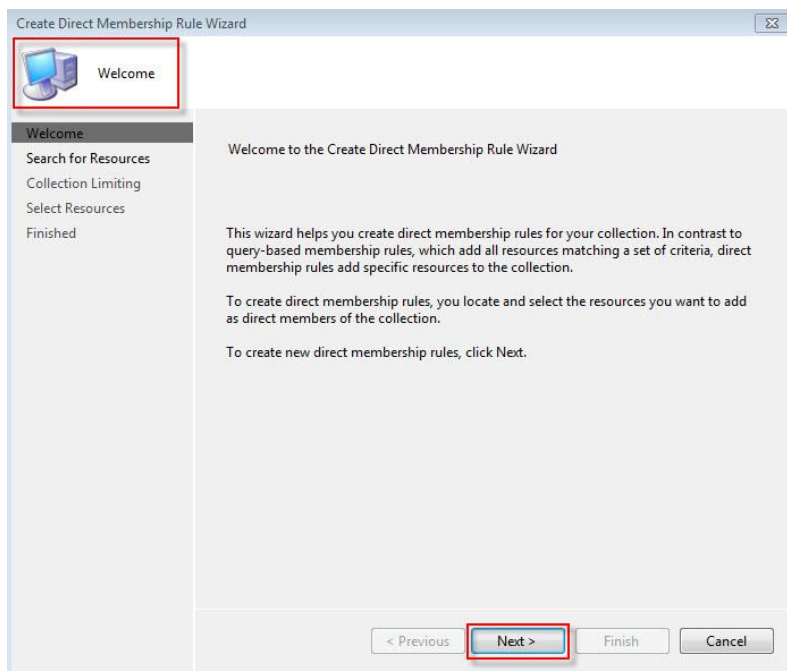 Create Direct Membership Rule Wizard
Welcome
Welcome
Search for Resources
Collection Limiting
Select Resources
Finished
Welcome to the Create Direct Membership Rule Wizard
This wizard helps you create direct membership rules for your collection. In contrast to
query-based membership rules, which add all resources matching a set of criteria, direct
membership rules add specific resources to the collection.
To create direct membership rules, you locate and select the resources you want to add
as direct members of the collection.
To create new direct membership rules, click Next.
< Previous
Next >
Finish
Cancel